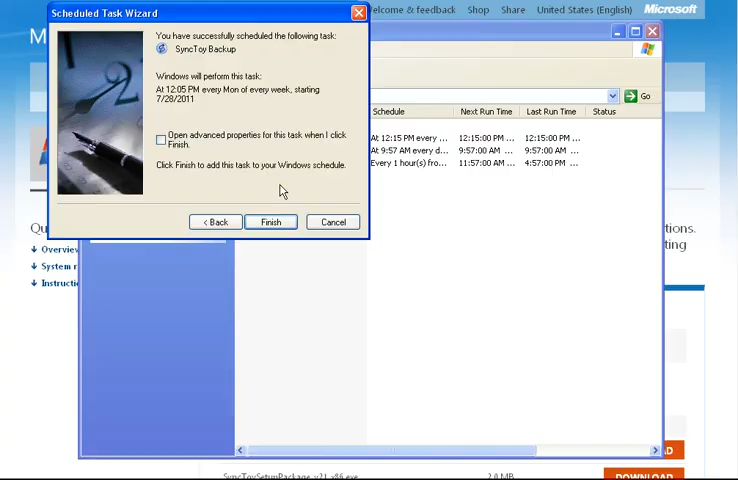 Scheduled Task Wizard
You have successfully scheduled the following task:
SyncToy Backup
Windows will perform this task:
At 12:05 PM every Mon of every week, starting
7/28/2011
Open advanced properties for this task when I click
Finish.
Click Finish to add this task to your Windows schedule.
< Back
Finish
Cancel
elcome & feedback
Shop
Share
United States (English)
Microsoft
Go
Schedule
Next Run Time
Last Run Time
Status
At 12:15 PM every ...
12:15:00 PM ...
12:15:00 PM ...
At 9:57 AM every d...
9:57:00 AM ...
9:57:00 AM ...
Every 1 hour(s) fro...
11:57:00 AM ...
4:57:00 PM ...
M
Qu
tions.
ting
Overview
System r
Instructio
AD
SyncToySetupPackage_v21_x86.exe
2.0 MB
DOWNLOAD